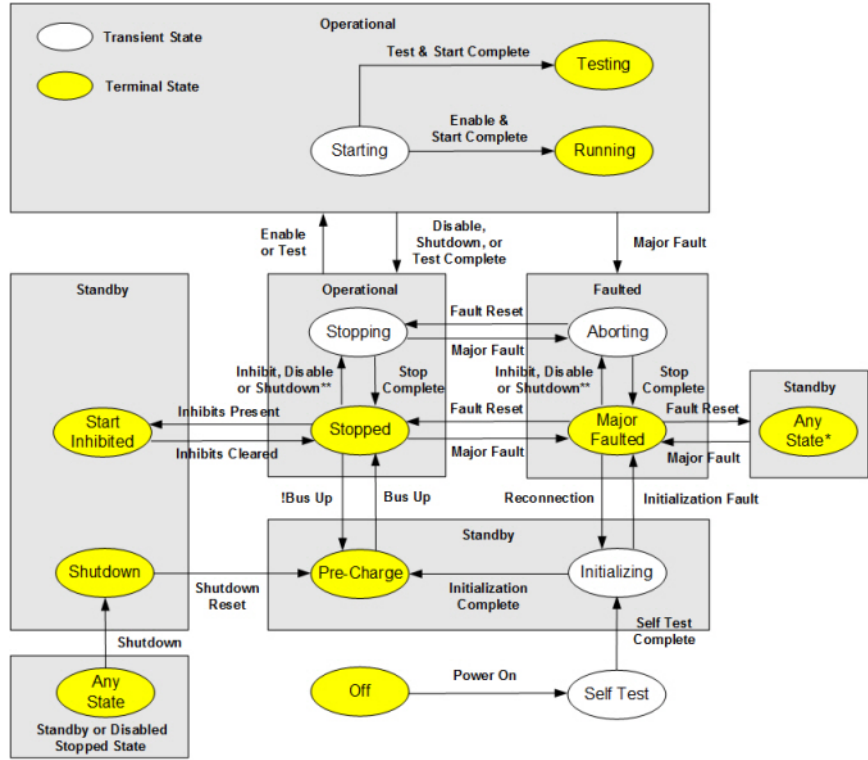 Operational
Transient State
Terminal State
Test & Start Complete
Testing
Enable &
Start Complete
Starting
Running
Enable
or Test
Disable,
Shutdown, or
Test Complete
Major Fault
Standby
Operational
Faulted
Stopping
Fault Reset
Major Fault
Aborting
Inhibit, Disable
or Shutdown**
Stop
Complete
Inhibit, Disable
or Shutdown**
Stop
Complete
Standby
Start
Inhibited
Inhibits Present
Inhibits Cleared
Stopped
Fault Reset
Major Fault
Major
Faulted
Fault Reset
Major Fault
Any
State*
!Bus Up
Bus Up
Reconnection
Initialization Fault
Standby
Shutdown
Shutdown
Reset
Pre-Charge
Initialization
Complete
Initializing
Shutdown
Self Test
Complete
Any
State
Standby or Disabled
Stopped State
Off
Power On
Self Test